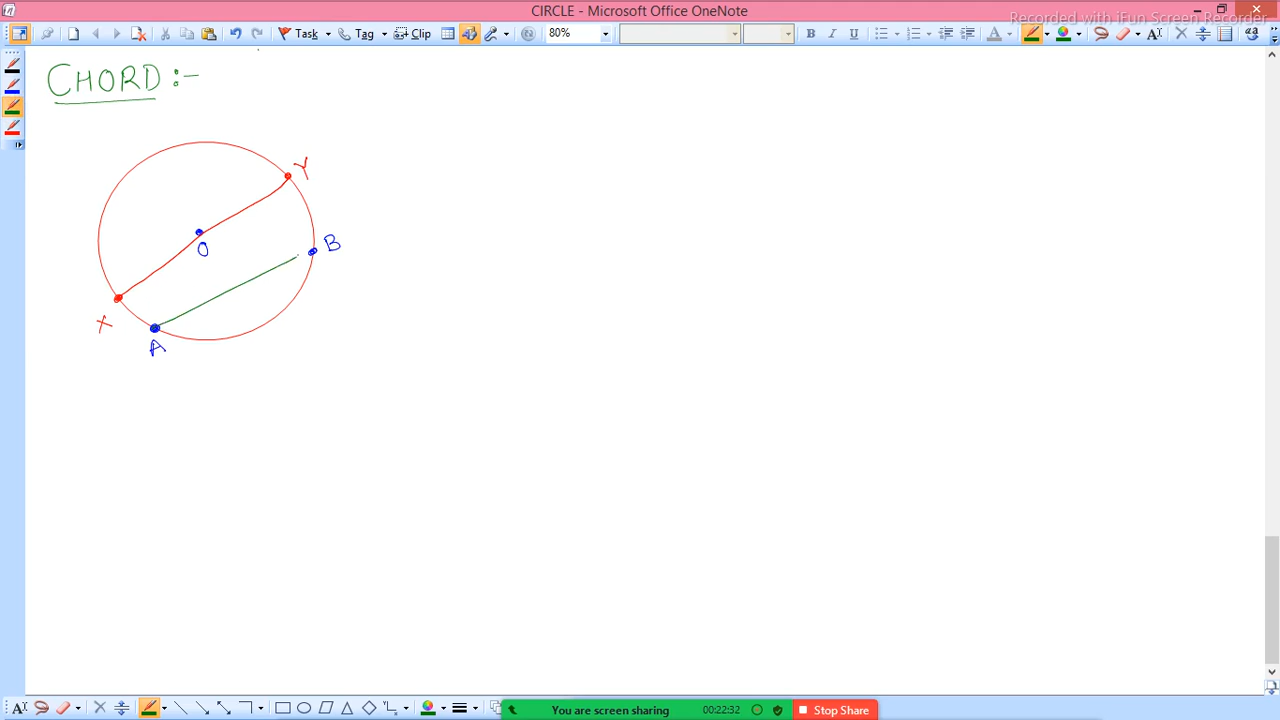 CIRCLE - Microsoft Office OneNote
Recorded with iFun Screen Recorder
Task
Tag
Clip
80%
B I U
CHORD :-
Y
O
B
X
A
You are screen sharing
00:22:32
Stop Share